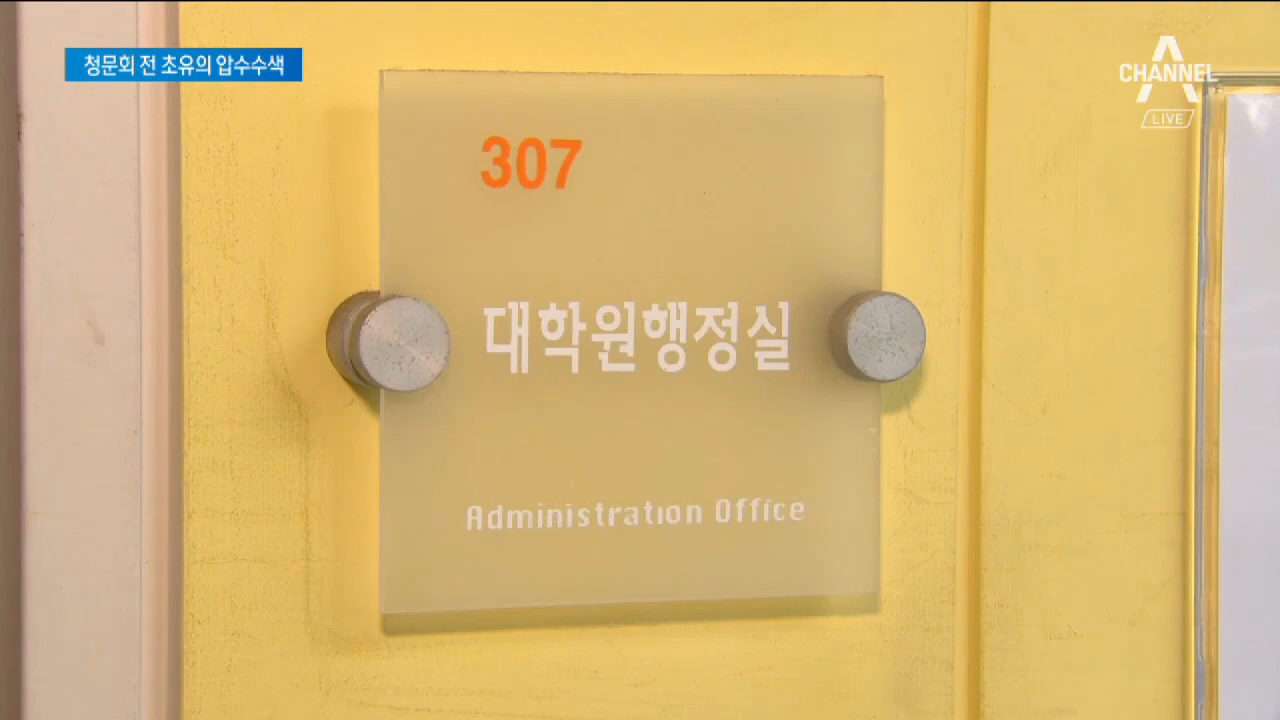 청문회 전 초유의 압수수색
CHANNEL A
LIVE
307
대학원행정실
Administration Office